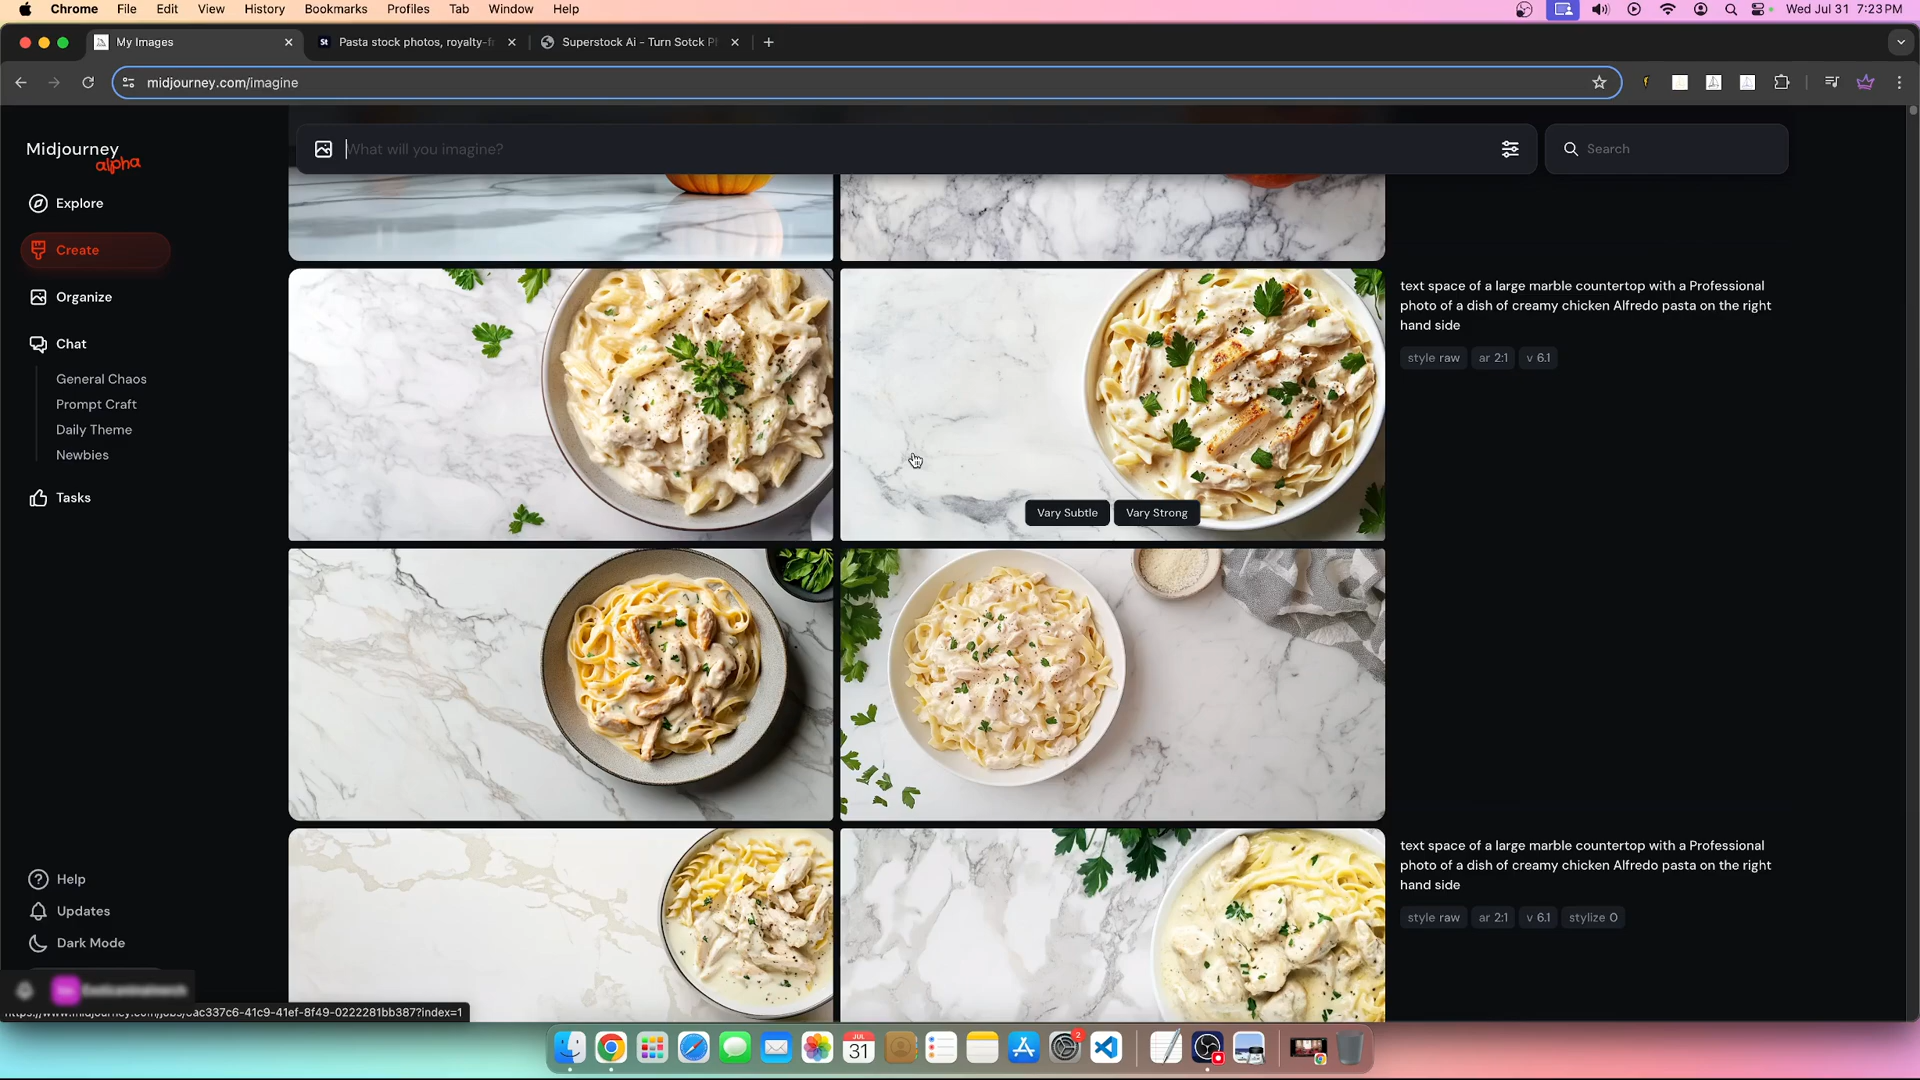 Chrome File Edit View History Bookmarks Profiles Tab Window Help Wed Jul 31 7:23 PM
My Images
St Pasta stock photos, royalty-f
Superstock Ai - Turn Sotck P
midjourney.com/imagine
Midjourney
alpha
What will you imagine?
Search
Explore
Create
Organize
Chat
General Chaos
Prompt Craft
Daily Theme
Newbies
Tasks
text space of a large marble countertop with a Professional
photo of a dish of creamy chicken Alfredo pasta on the right
hand side
style raw ar 2:1 v 6.1
Vary Subtle Vary Strong
text space of a large marble countertop with a Professional
photo of a dish of creamy chicken Alfredo pasta on the right
hand side
style raw ar 2:1 v 6.1 stylize 0
Help
Updates
Dark Mode
JUL
31
2